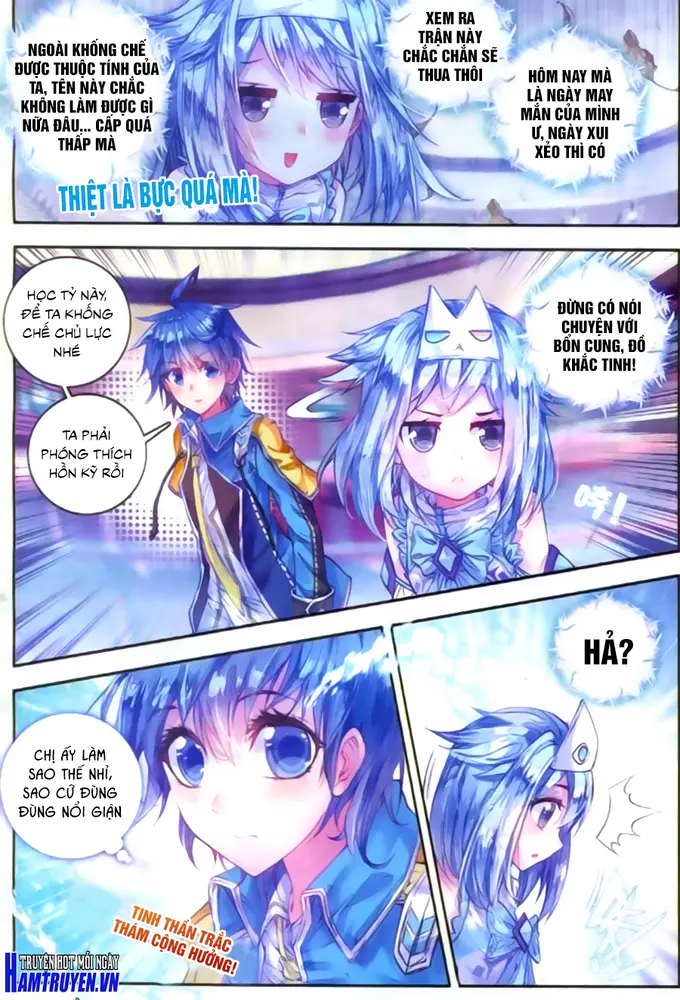 NGOÀI KHỐNG CHẾ
ĐƯỢC THUỘC TÍNH CỦA
TA, TÊN NÀY CHẮC
KHÔNG LÀM ĐƯỢC GÌ
NỮA ĐÂU... CẤP QUÁ
THẤP MÀ
XEM RA
TRẬN NÀY
CHẮC CHẮN SẼ
THUA THÔI
HÔM NAY MÀ
LÀ NGÀY MAY
MẮN CỦA MÌNH
Ư, NGÀY XUI
XẺO THÌ CÓ
THIỆT LÀ BỰC QUÁ MÀ!
HỌC TỶ NÀY,
ĐỂ TA KHỐNG
CHẾ CHỦ LỰC
NHÉ
TA PHẢI
PHÓNG THÍCH
HỒN KỸ RỒI
ĐỪNG CÓ NÓI
CHUYỆN VỚI
BỔN CUNG, ĐỒ
KHẮC TINH!
哼!
HẢ?
CHỊ ẤY LÀM
SAO THẾ NHỈ,
SAO CỨ ĐÙNG
ĐÙNG NỔI GIẬN
TINH THẦN TRẮC
THÁM CỘNG HƯỞNG!
TRUYỆN HOT MỖI NGÀY
HAMTRUYEN.VN